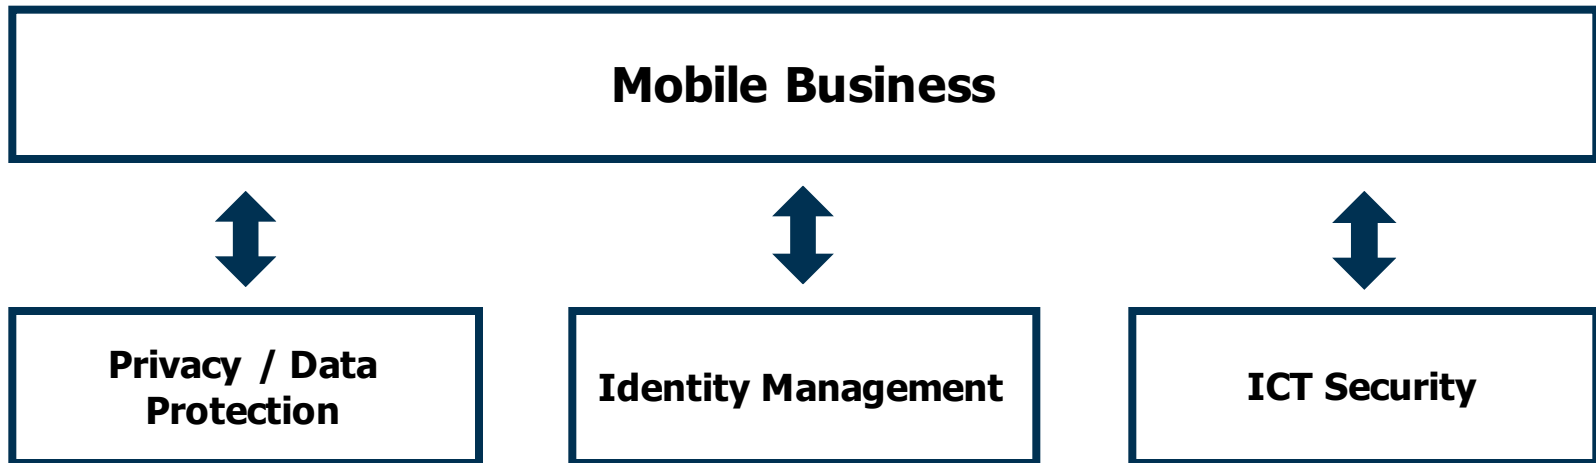 Mobile Business
Privacy / Data
Protection
Identity Management
ICT Security